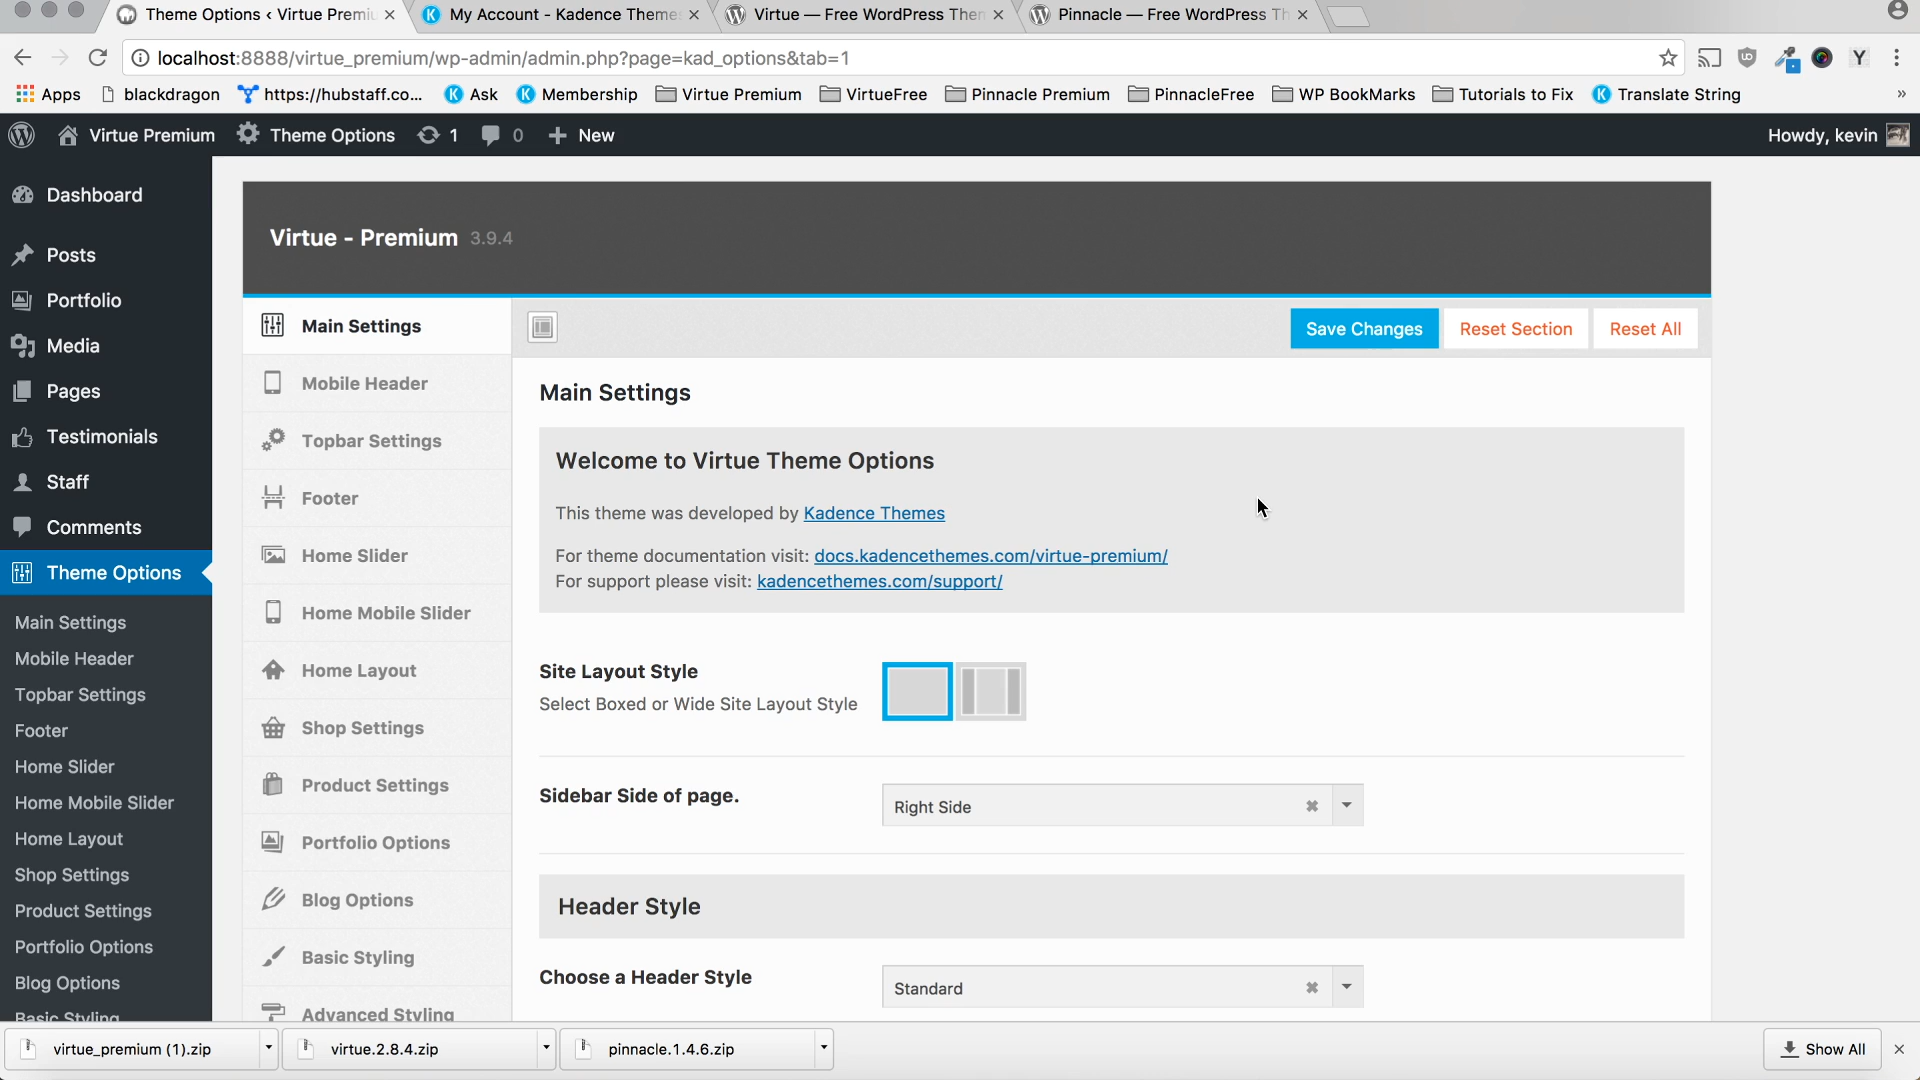 Theme Options ‹ Virtue Premiu
My Account - Kadence Theme
Virtue — Free WordPress Them
Pinnacle — Free WordPress Th
localhost:8888/virtue_premium/wp-admin/admin.php?page=kad_options&tab=1
Apps
blackdragon
https://hubstaff.co...
Ask
Membership
Virtue Premium
VirtueFree
Pinnacle Premium
PinnacleFree
WP BookMarks
Tutorials to Fix
Translate String
»
Virtue Premium
Theme Options
1
0
New
Howdy, kevin
Dashboard
Posts
Portfolio
Media
Pages
Testimonials
Staff
Comments
Theme Options
Main Settings
Mobile Header
Topbar Settings
Footer
Home Slider
Home Mobile Slider
Home Layout
Shop Settings
Product Settings
Portfolio Options
Blog Options
Basic Styling
Virtue - Premium 3.9.4
Main Settings
Mobile Header
Topbar Settings
Footer
Home Slider
Home Mobile Slider
Home Layout
Shop Settings
Product Settings
Portfolio Options
Blog Options
Basic Styling
Advanced Styling
Save Changes
Reset Section
Reset All
Main Settings
Welcome to Virtue Theme Options
This theme was developed by Kadence Themes
For theme documentation visit: docs.kadencethemes.com/virtue-premium/
For support please visit: kadencethemes.com/support/
Site Layout Style
Select Boxed or Wide Site Layout Style
Sidebar Side of page.
Right Side
Header Style
Choose a Header Style
Standard
virtue_premium (1).zip
virtue.2.8.4.zip
pinnacle.1.4.6.zip
Show All